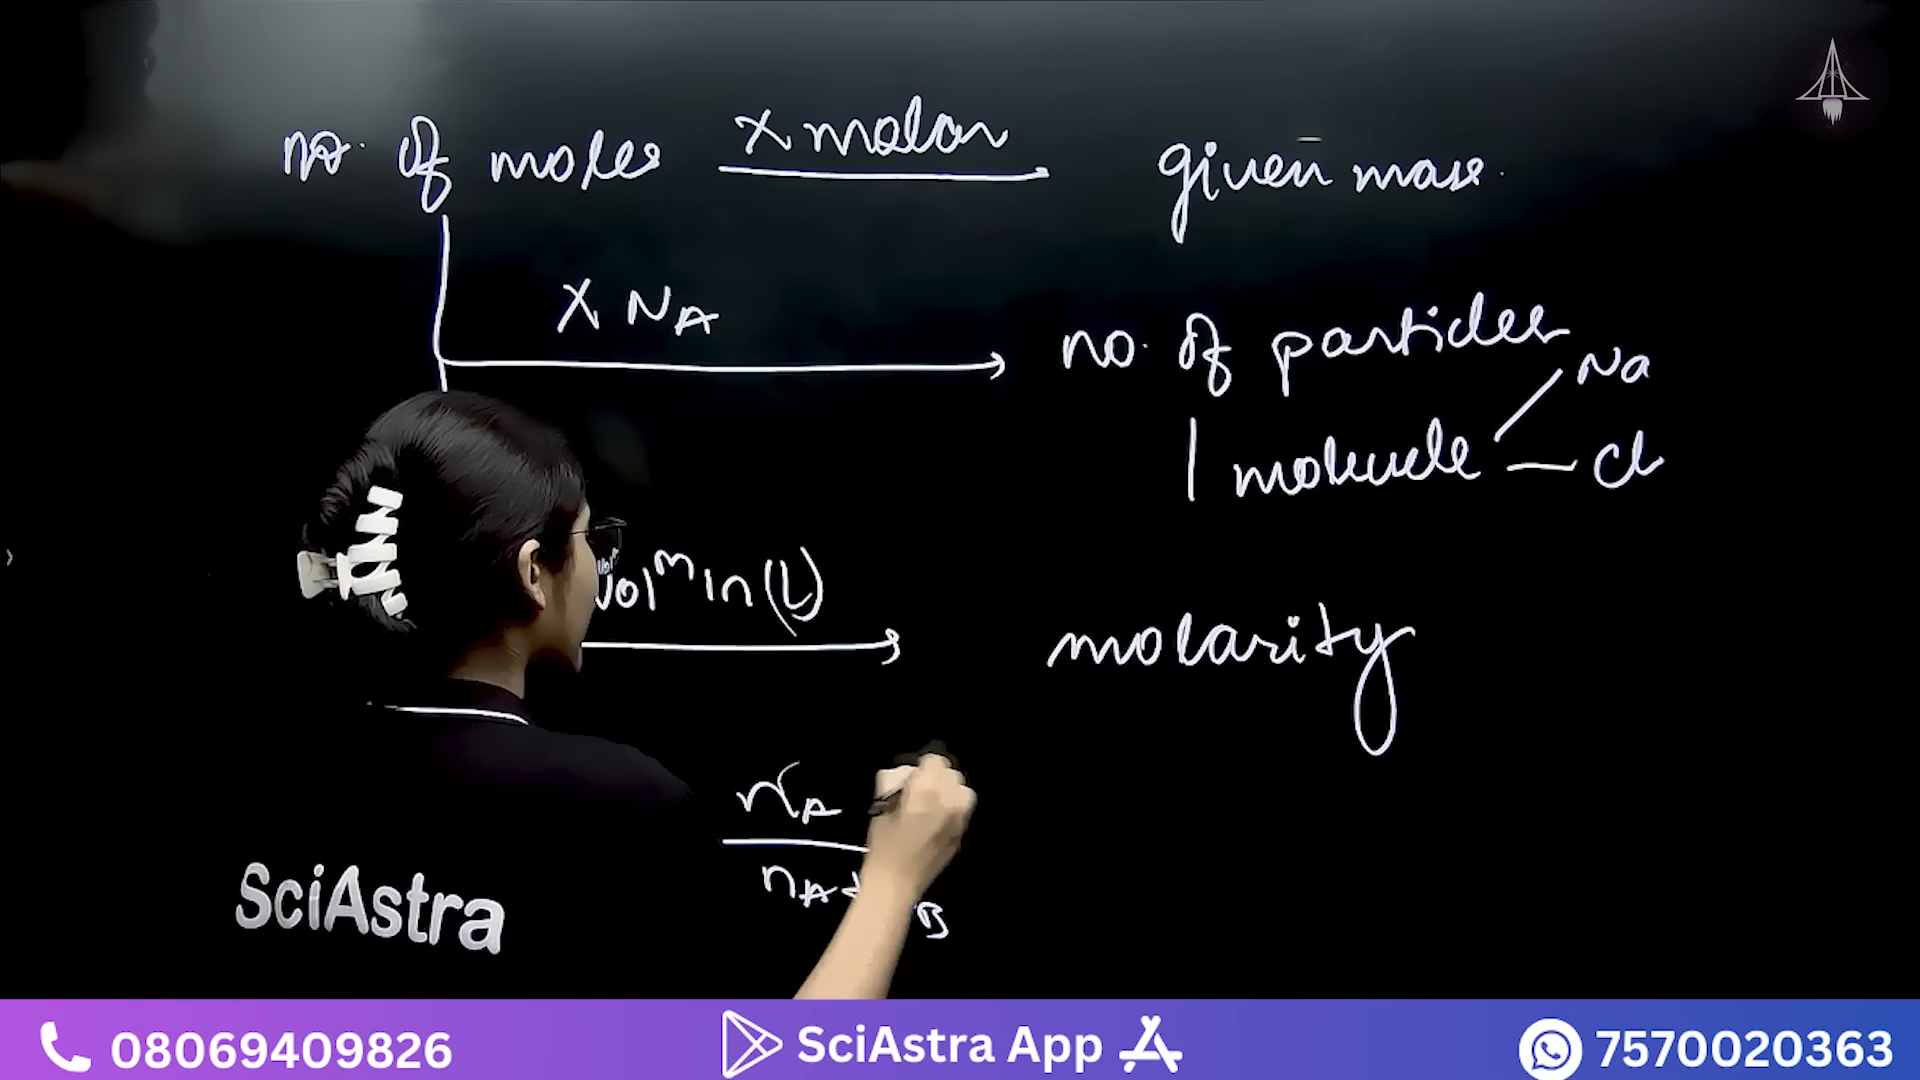 no. of moles x molar given mass
x NA no. of particles
Na
1 molecule Cl
volm in (L) molarity
nA
nA + B
SciAstra
08069409826 SciAstra App 7570020363